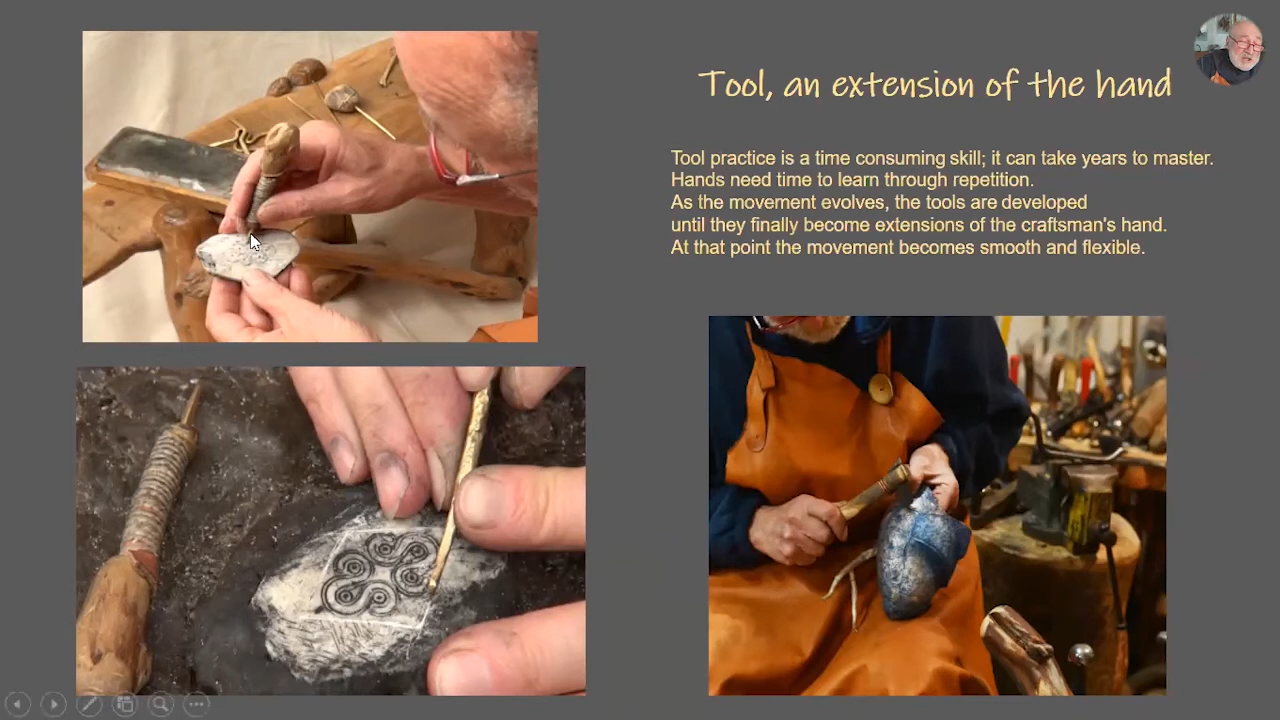 Tool, an extension of the hand
Tool practice is a time consuming skill; it can take years to master.
Hands need time to learn through repetition.
As the movement evolves, the tools are developed
until they finally become extensions of the craftsman's hand.
At that point the movement becomes smooth and flexible.